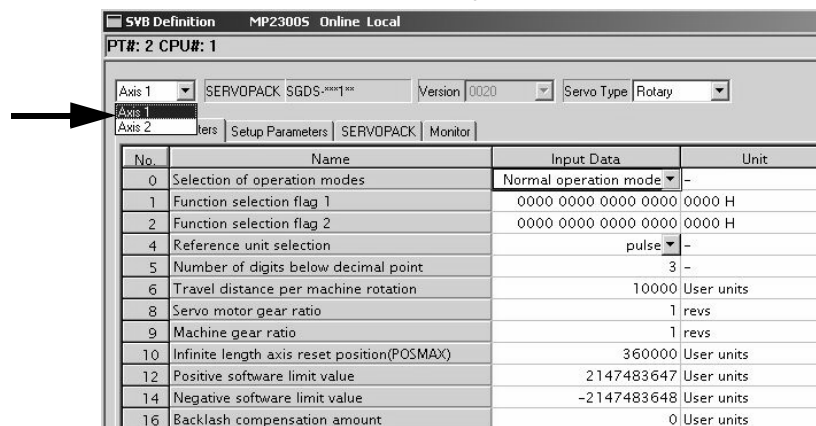 SVB Definition MP2300S Online Local
PT#: 2 CPU#: 1
Axis 1 SERVOPACK SGDS-***1** Version 0020 Servo Type Rotary
Axis 1
Axis 2
ters Setup Parameters SERVOPACK Monitor
No. Name Input Data Unit
0 Selection of operation modes Normal operation mode -
1 Function selection flag 1 0000 0000 0000 0000 0000 H
2 Function selection flag 2 0000 0000 0000 0000 0000 H
4 Reference unit selection pulse -
5 Number of digits below decimal point 3 -
6 Travel distance per machine rotation 10000 User units
8 Servo motor gear ratio 1 revs
9 Machine gear ratio 1 revs
10 Infinite length axis reset position(POSMAX) 360000 User units
12 Positive software limit value 2147483647 User units
14 Negative software limit value -2147483648 User units
16 Backlash compensation amount 0 User units